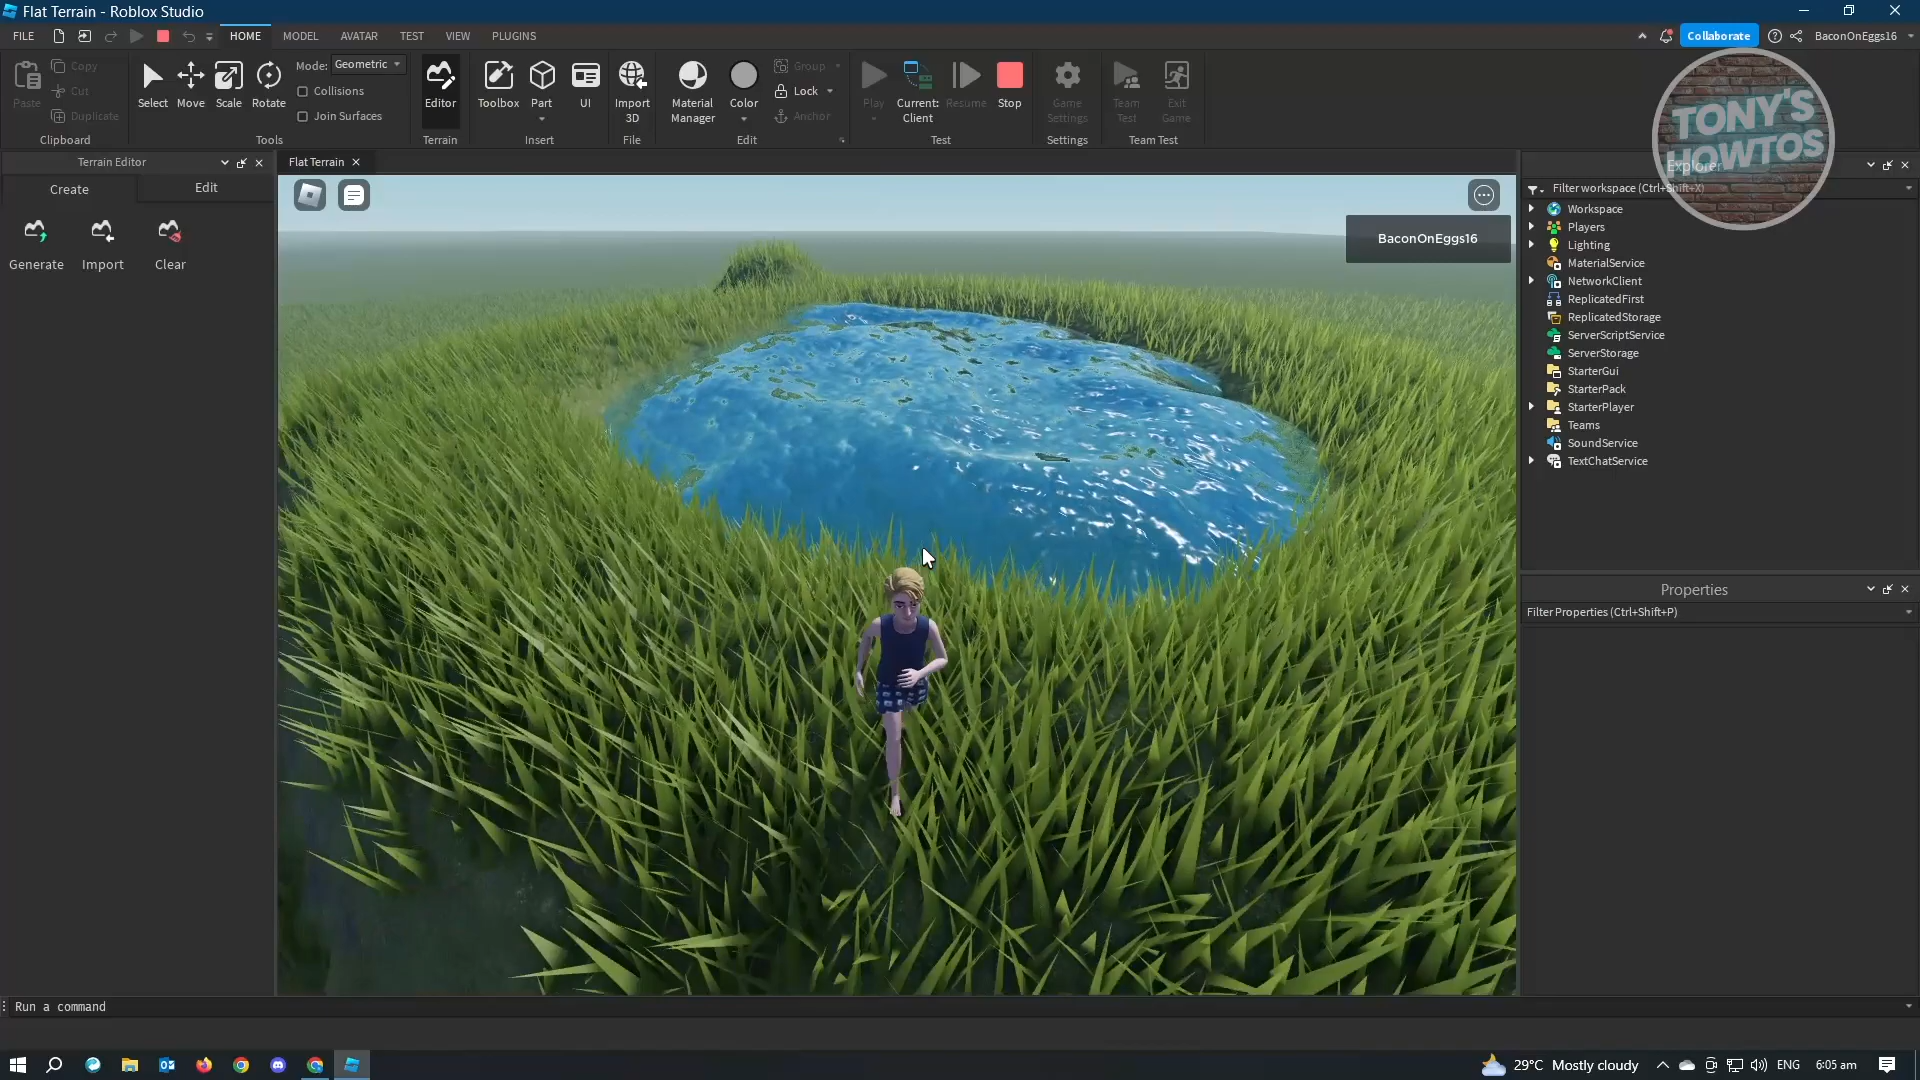 Flat Terrain - Roblox Studio
FILE HOME MODEL AVATAR TEST VIEW PLUGINS Collaborate BaconOnEggs16
Paste Copy Cut Duplicate
Clipboard
Select Move Scale Rotate
Mode: Geometric
Collisions
Join Surfaces
Tools
Editor
Terrain
Toolbox Part UI
Insert
Import 3D
File
Material Manager Color Group Lock Anchor
Edit
Play Current: Client Resume Stop
Test
Game Settings
Settings
Team Test Exit Game
Team Test
TONY'S
HOWTOS
Terrain Editor
Create Edit
Generate Import Clear
Flat Terrain
BaconOnEggs16
Explorer
Filter workspace (Ctrl+Shift+X)
Workspace
Players
Lighting
MaterialService
NetworkClient
ReplicatedFirst
ReplicatedStorage
ServerScriptService
ServerStorage
StarterGui
StarterPack
StarterPlayer
Teams
SoundService
TextChatService
Properties
Filter Properties (Ctrl+Shift+P)
Run a command
29°C Mostly cloudy ENG 6:05 am